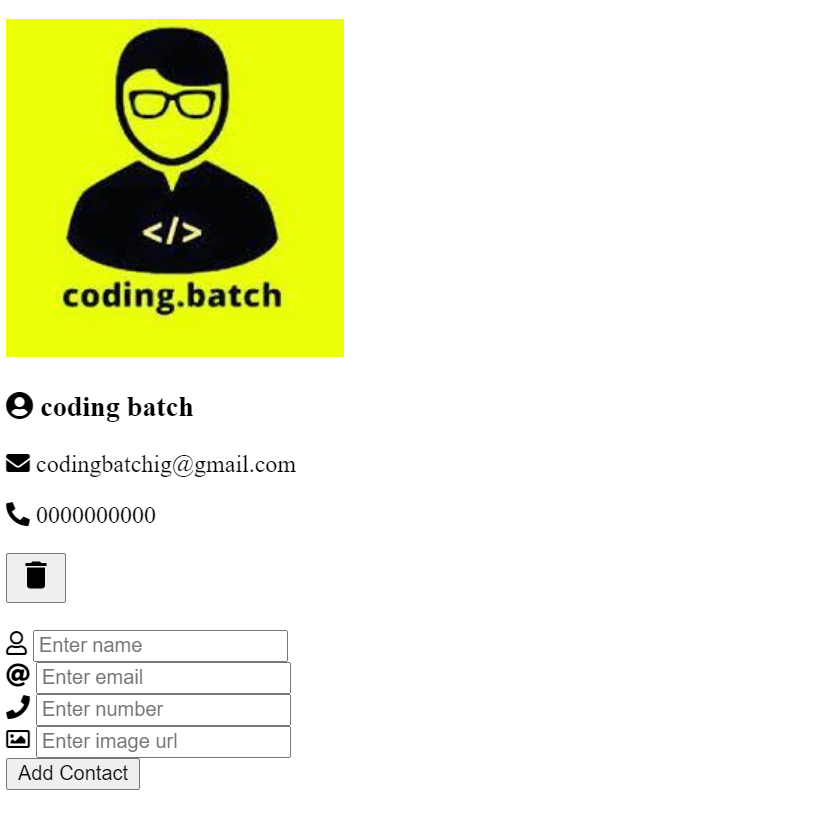 </>
coding.batch
coding batch
codingbatchig@gmail.com
0000000000
Enter name
Enter email
Enter number
Enter image url
Add Contact